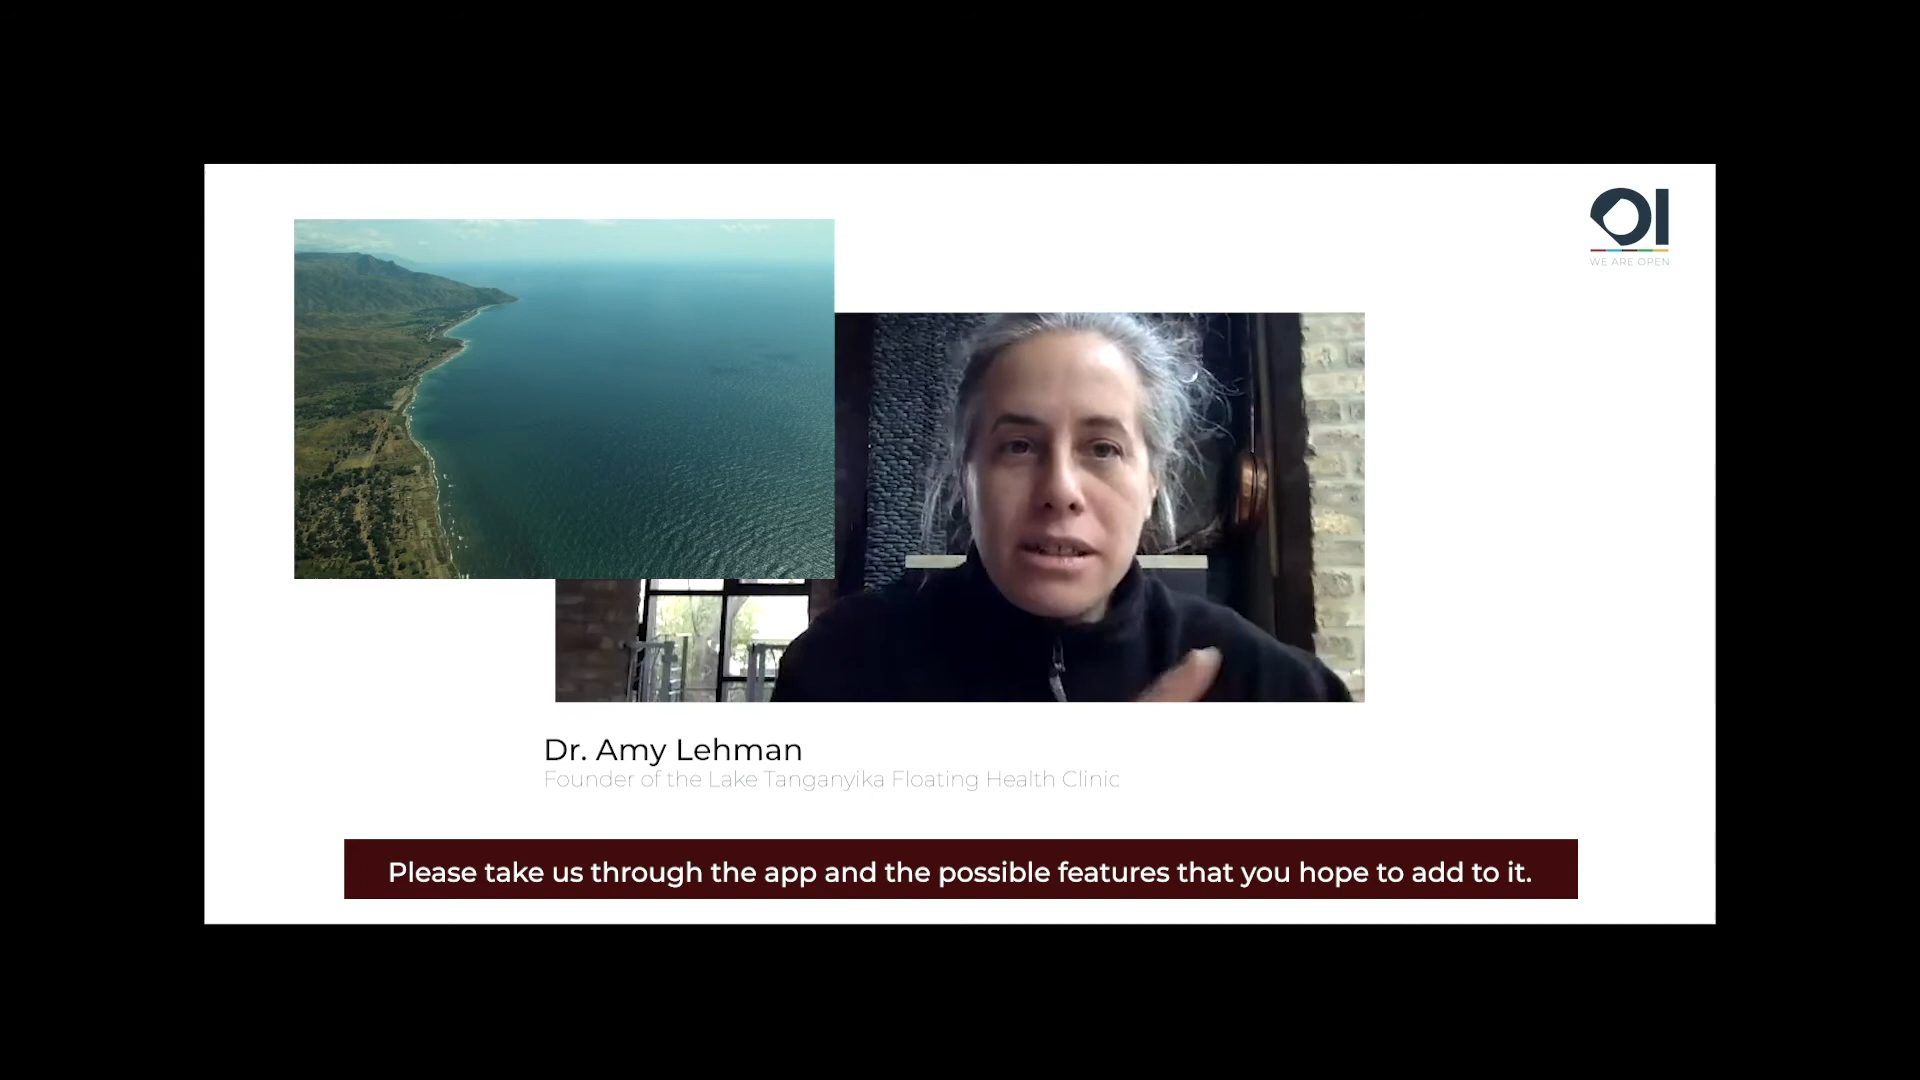 OI
WE ARE OPEN
Dr. Amy Lehman
Founder of the Lake Tanganyika Floating Health Clinic
Please take us through the app and the possible features that you hope to add to it.